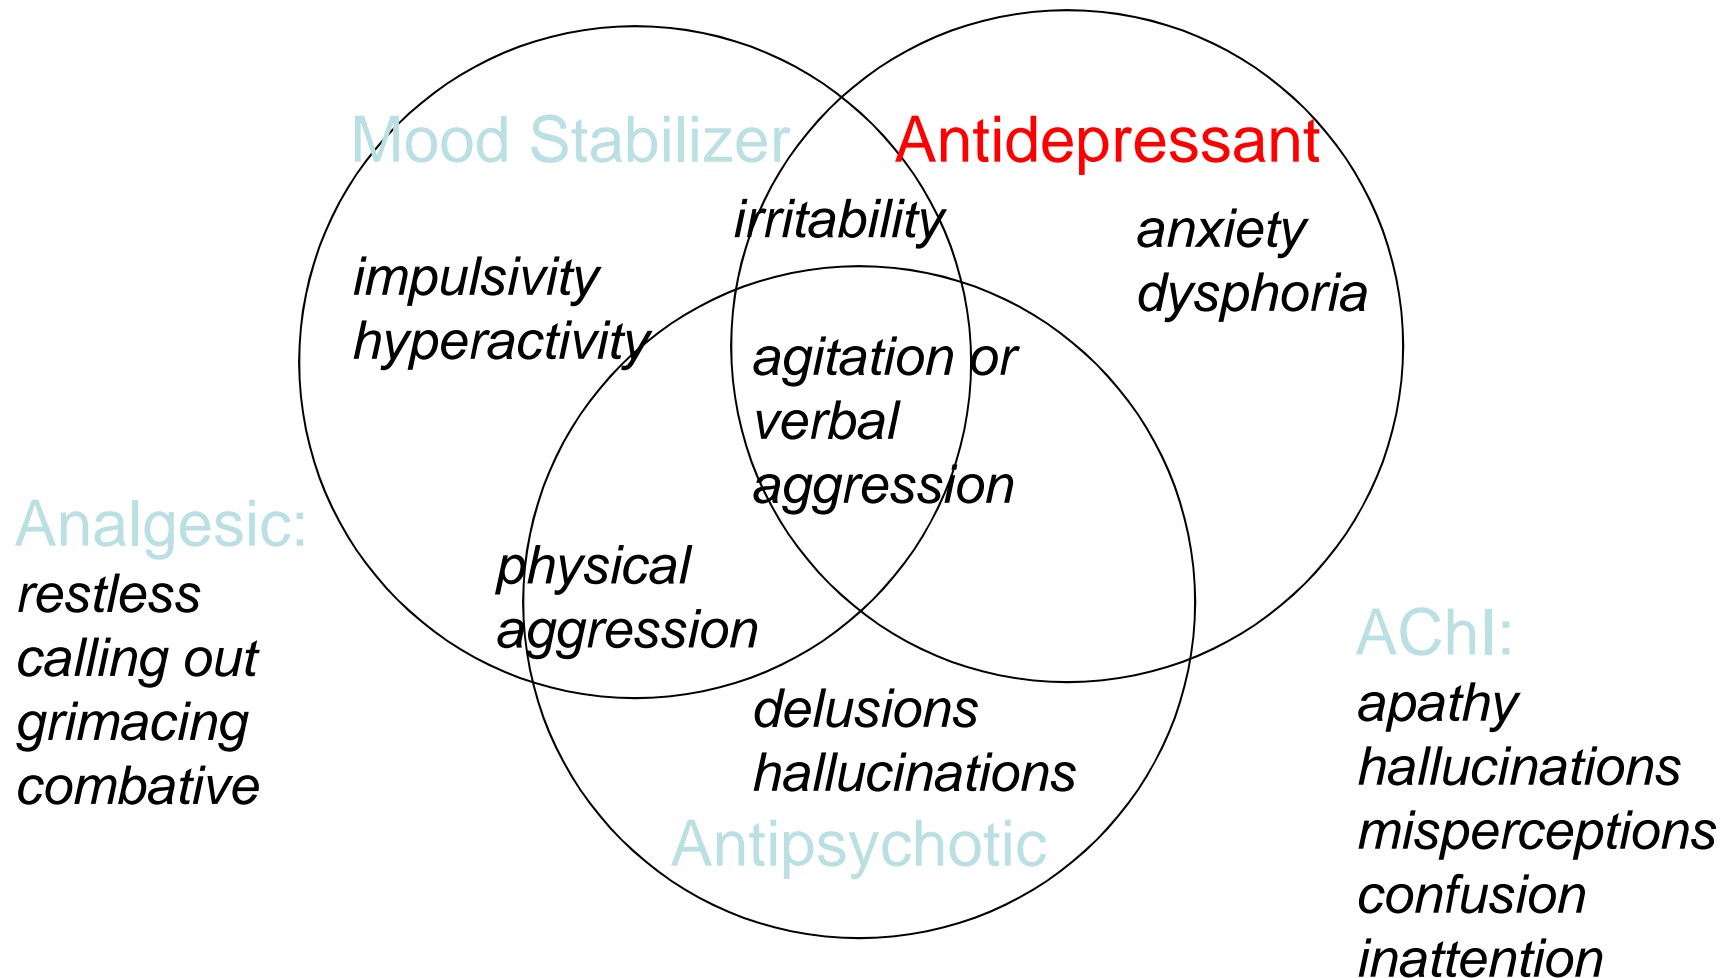 Mood Stabilizer
Antidepressant
irritability
anxiety
dysphoria
impulsivity
hyperactivity
agitation or
verbal
aggression
Analgesic:
restless
calling out
grimacing
combative
physical
aggression
delusions
hallucinations
Antipsychotic
AChI:
apathy
hallucinations
misperceptions
confusion
inattention